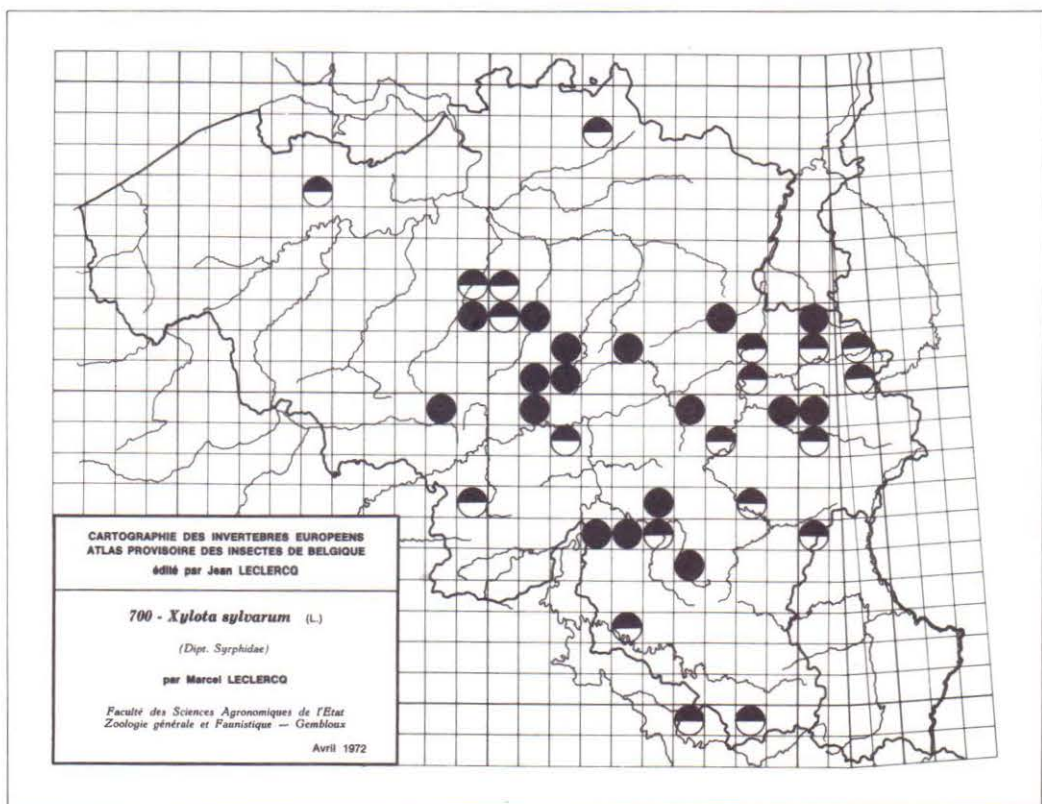 CARTOGRAPHIE DES INVERTEBRES EUROPEENS
ATLAS PROVISOIRE DES INSECTES DE BELGIQUE
édité par Jean LECLERCQ
700 - Xylota sylvarum (L.)
(Dipt. Syrphidae)
par Marcel LECLERCQ
Faculté des Sciences Agronomiques de l'Etat
Zoologie générale et Faunistique — Gembloux
Avril 1972